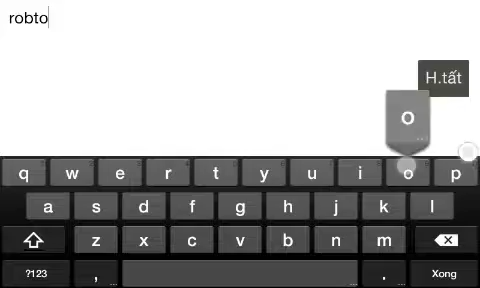 robto
H.tất
o
q w e r t y u i o p
a s d f g h j k l
z x c v b n m
?123 , . Xong